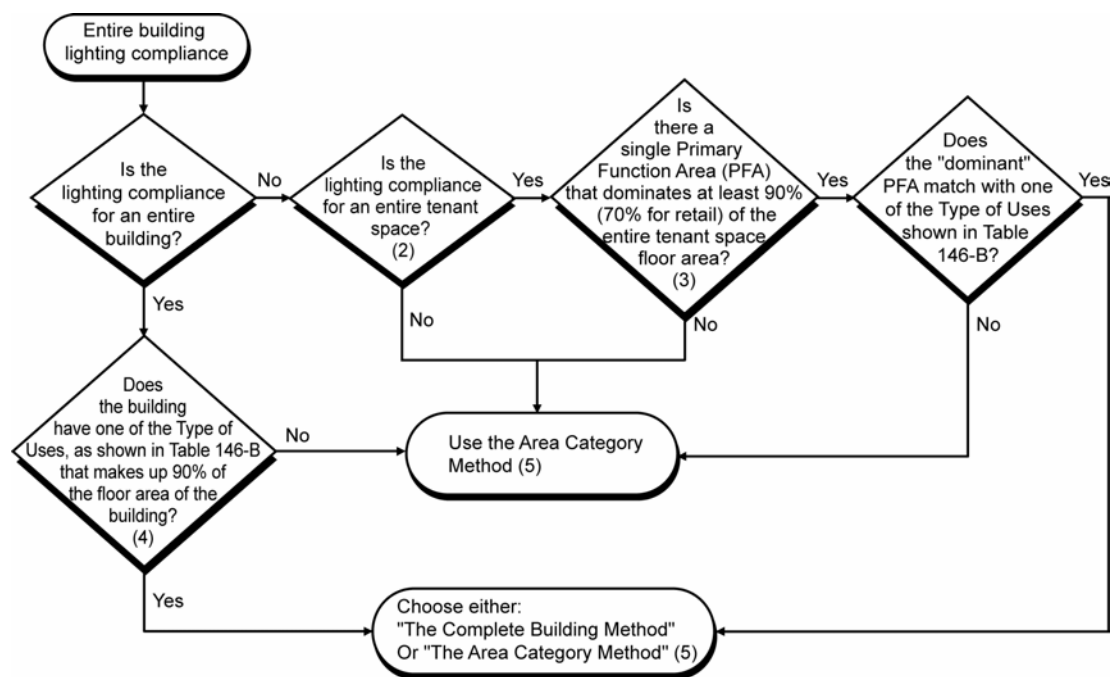 Entire building
lighting compliance
Is the
lighting compliance
for an entire
building?
No
Is the
lighting compliance
for an entire tenant
space?
(2)
Yes
Is
there a
single Primary
Function Area (PFA)
that dominates at least 90%
(70% for retail) of the
entire tenant space
floor area?
(3)
Yes
Does
the "dominant"
PFA match with one
of the Type of Uses
shown in Table
146-B?
Yes
Yes
No
No
No
Does
the building
have one of the Type of
Uses, as shown in Table 146-B
that makes up 90% of
the floor area of the
building?
(4)
No
Use the Area Category
Method (5)
Yes
Choose either:
"The Complete Building Method"
Or "The Area Category Method" (5)